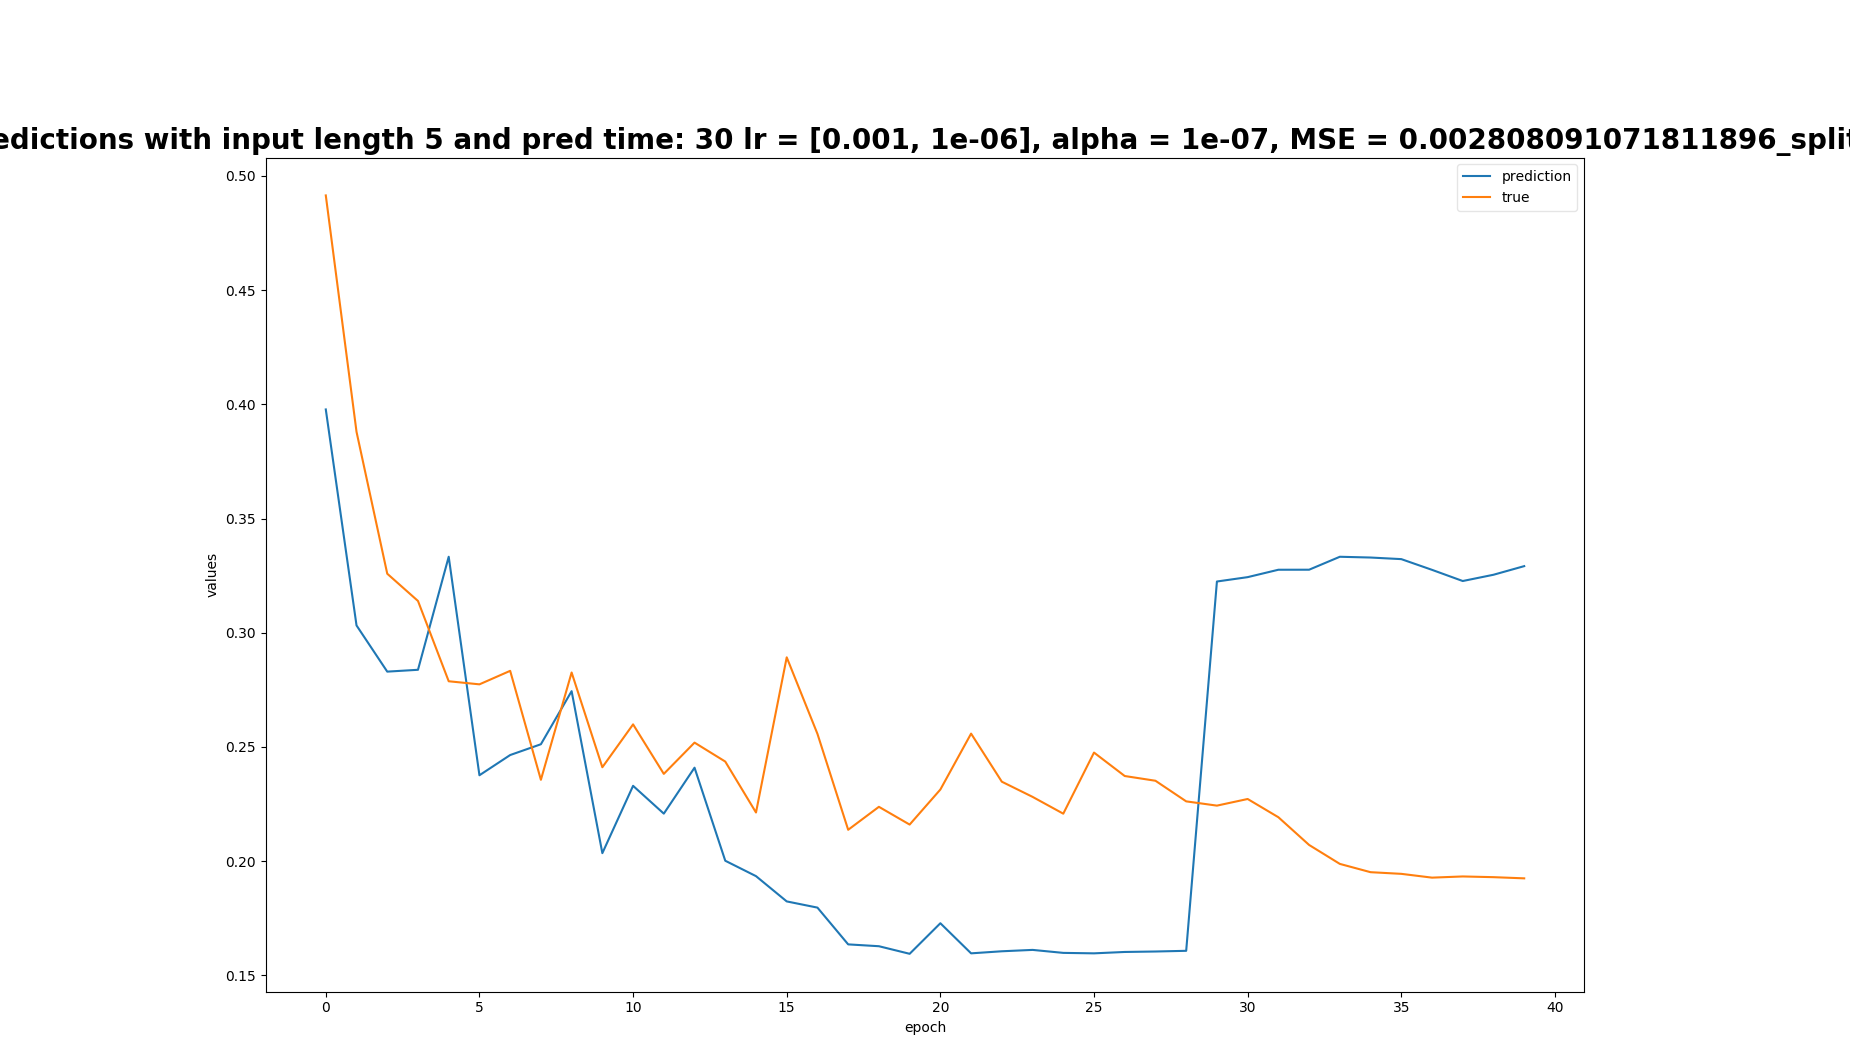 edictions with input length 5 and pred time: 30 lr = [0.001, 1e-06], alpha = 1e-07, MSE = 0.002808091071811896_split
prediction
true
0.50
0.45
0.40
0.35
0.30
0.25
0.20
0.15
values
0 5 10 15 20 25 30 35 40
epoch